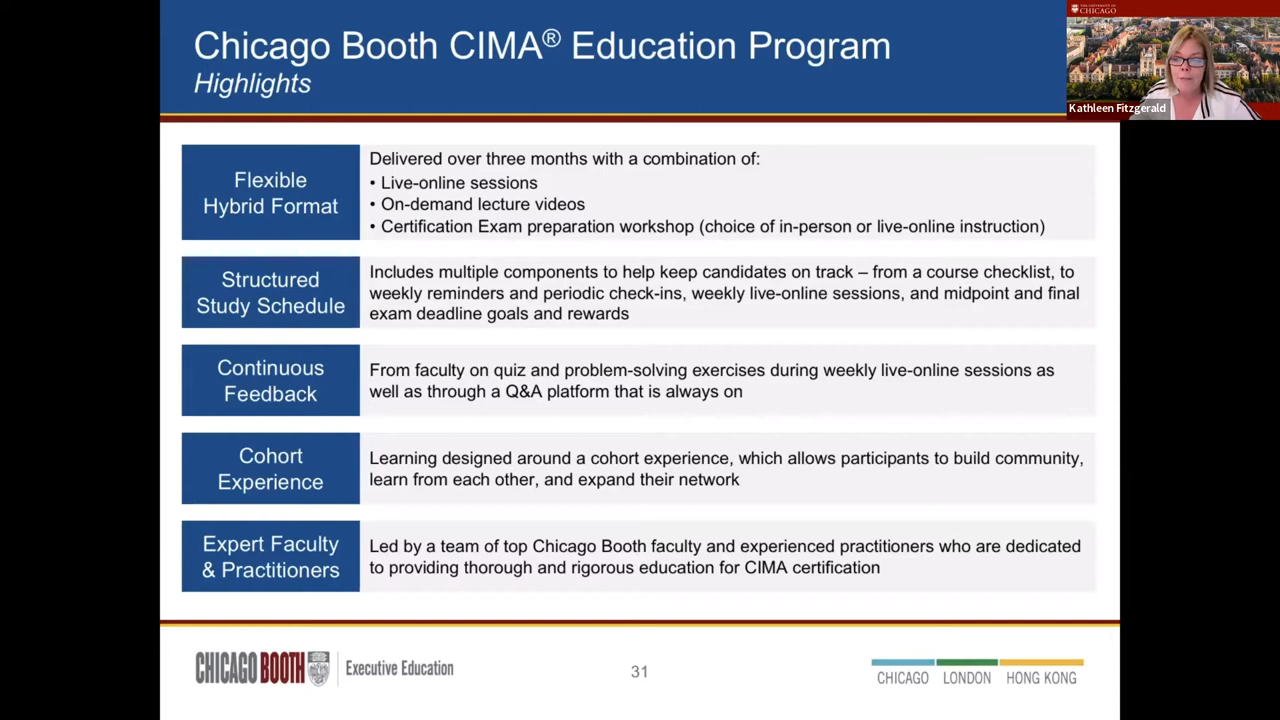 Chicago Booth CIMA® Education Program
Highlights
THE UNIVERSITY OF
CHICAGO
Kathleen Fitzgerald
Flexible
Hybrid Format
Delivered over three months with a combination of:
• Live-online sessions
• On-demand lecture videos
• Certification Exam preparation workshop (choice of in-person or live-online instruction)
Structured
Study Schedule
Includes multiple components to help keep candidates on track – from a course checklist, to
weekly reminders and periodic check-ins, weekly live-online sessions, and midpoint and final
exam deadline goals and rewards
Continuous
Feedback
From faculty on quiz and problem-solving exercises during weekly live-online sessions as
well as through a Q&A platform that is always on
Cohort
Experience
Learning designed around a cohort experience, which allows participants to build community,
learn from each other, and expand their network
Expert Faculty
& Practitioners
Led by a team of top Chicago Booth faculty and experienced practitioners who are dedicated
to providing thorough and rigorous education for CIMA certification
CHICAGO BOOTH Executive Education
31
CHICAGO LONDON HONG KONG